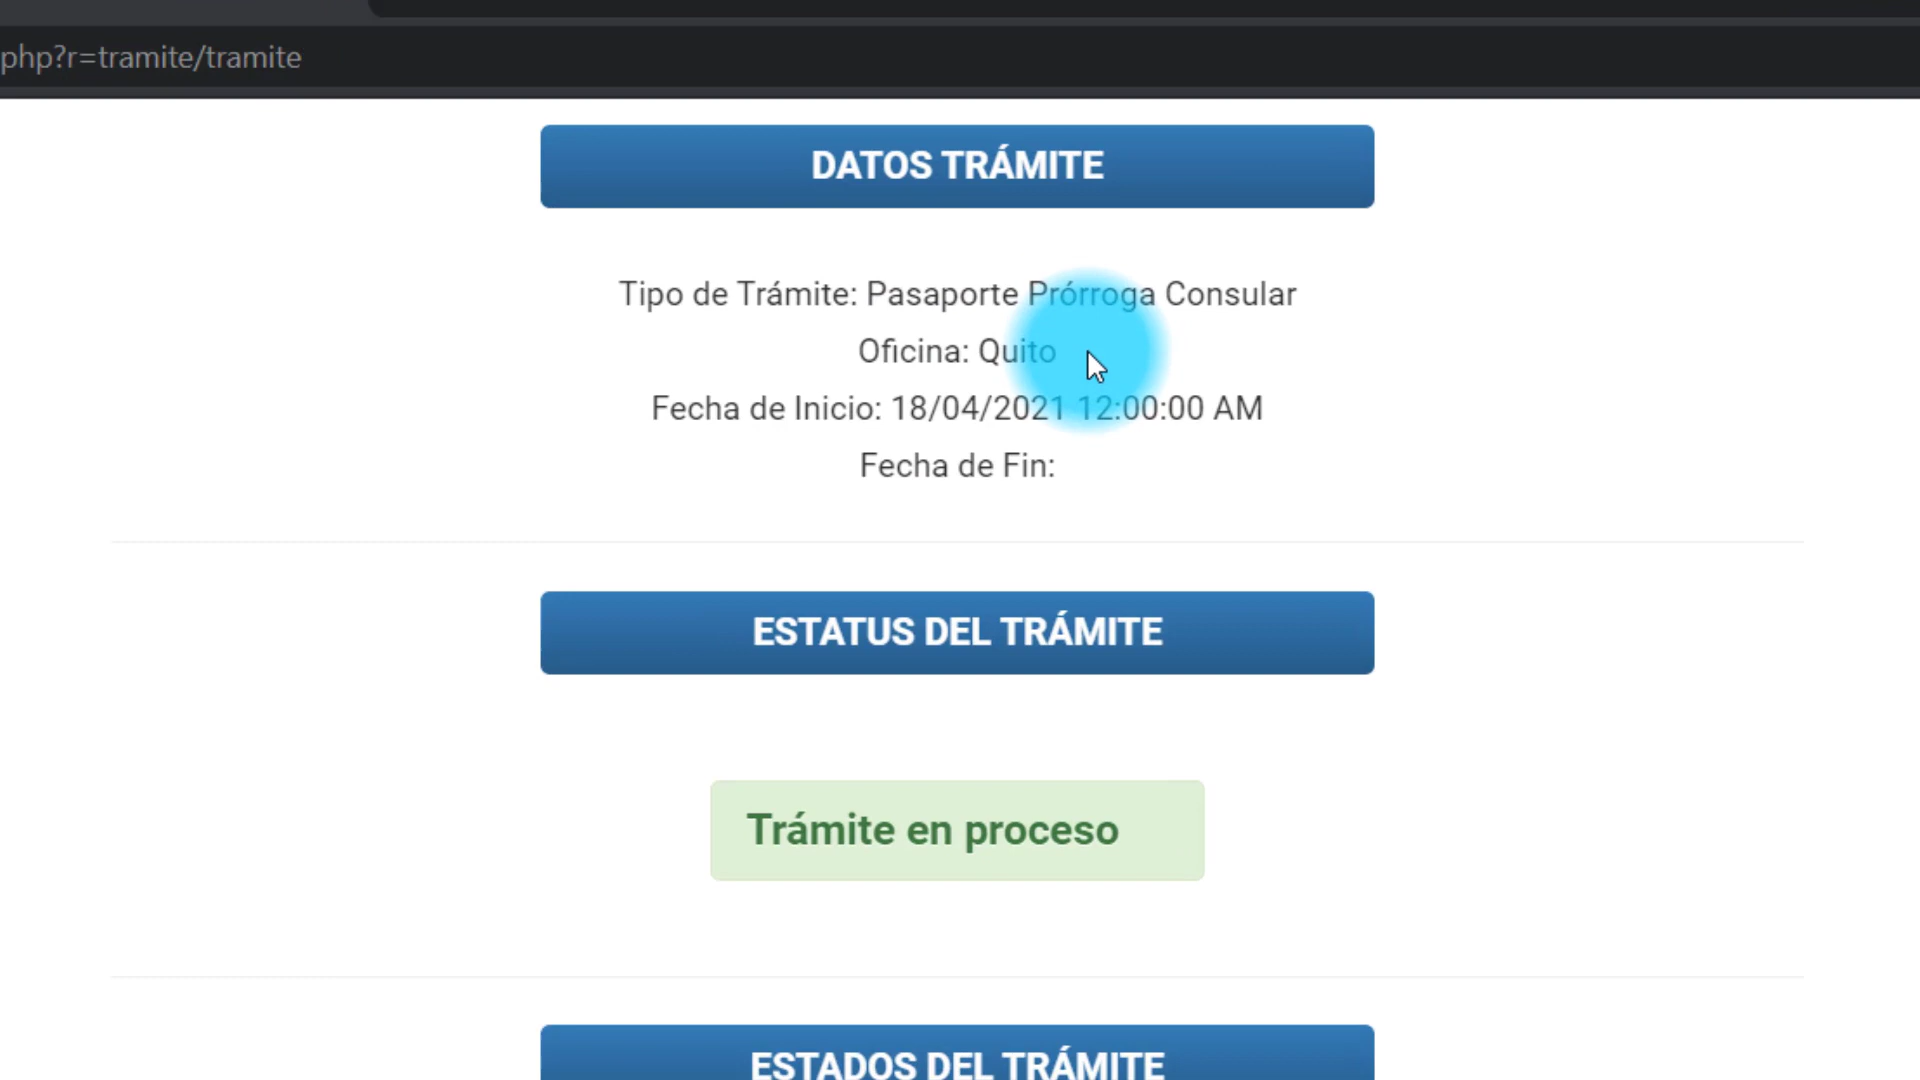 php?r=tramite/tramite
DATOS TRÁMITE
Tipo de Trámite: Pasaporte Prórroga Consular
Oficina: Quito
Fecha de Inicio: 18/04/2021 12:00:00 AM
Fecha de Fin:
ESTATUS DEL TRÁMITE
Trámite en proceso
ESTADOS DEL TRÁMITE